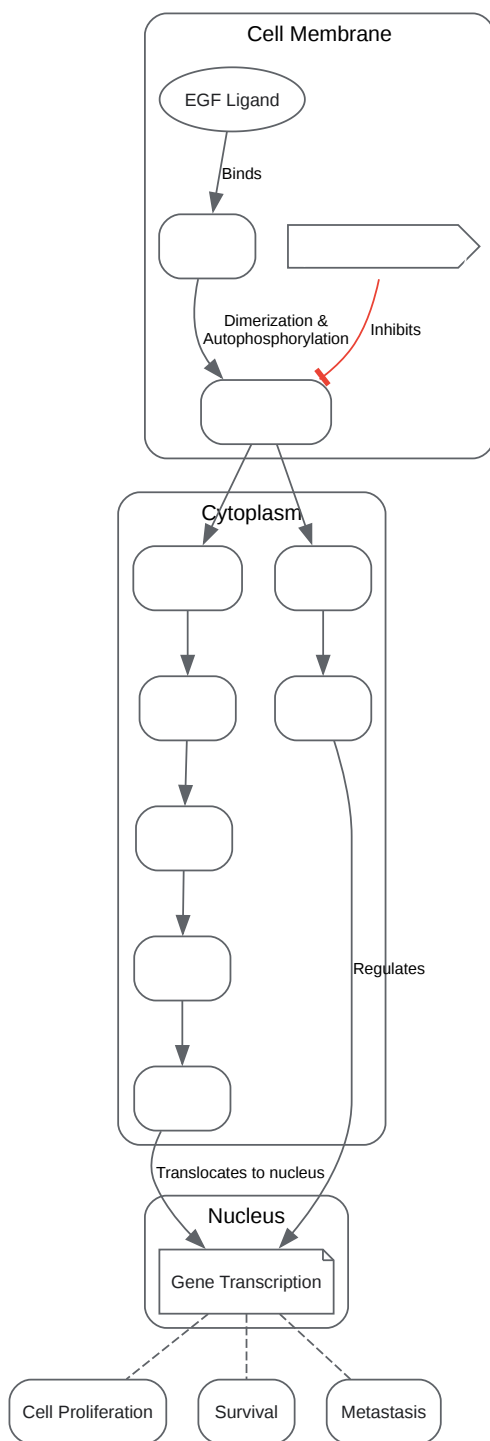 Cell Membrane
EGF Ligand
Binds
Dimerization &
Autophosphorylation
Inhibits
Cytoplasm
Regulates
Translocates to nucleus
Nucleus
Gene Transcription
Cell Proliferation
Survival
Metastasis